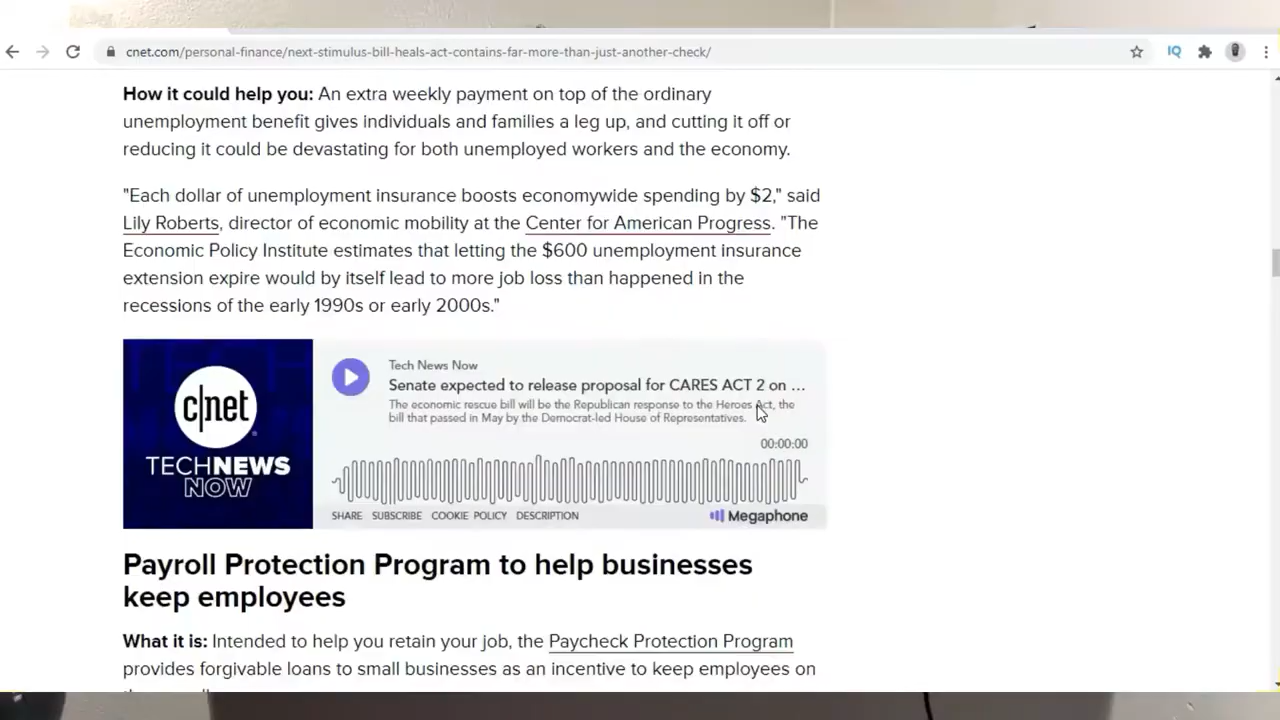 cnet.com/personal-finance/next-stimulus-bill-heals-act-contains-far-more-than-just-another-check/
IQ
How it could help you: An extra weekly payment on top of the ordinary
unemployment benefit gives individuals and families a leg up, and cutting it off or
reducing it could be devastating for both unemployed workers and the economy.
"Each dollar of unemployment insurance boosts economywide spending by $2," said
Lily Roberts, director of economic mobility at the Center for American Progress. "The
Economic Policy Institute estimates that letting the $600 unemployment insurance
extension expire would by itself lead to more job loss than happened in the
recessions of the early 1990s or early 2000s."
c|net
TECHNEWS
NOW
Tech News Now
Senate expected to release proposal for CARES ACT 2 on ...
The economic rescue bill will be the Republican response to the Heroes Act, the
bill that passed in May by the Democrat-led House of Representatives.
00:00:00
SHARE SUBSCRIBE COOKIE POLICY DESCRIPTION
Megaphone
Payroll Protection Program to help businesses
keep employees
What it is: Intended to help you retain your job, the Paycheck Protection Program
provides forgivable loans to small businesses as an incentive to keep employees on